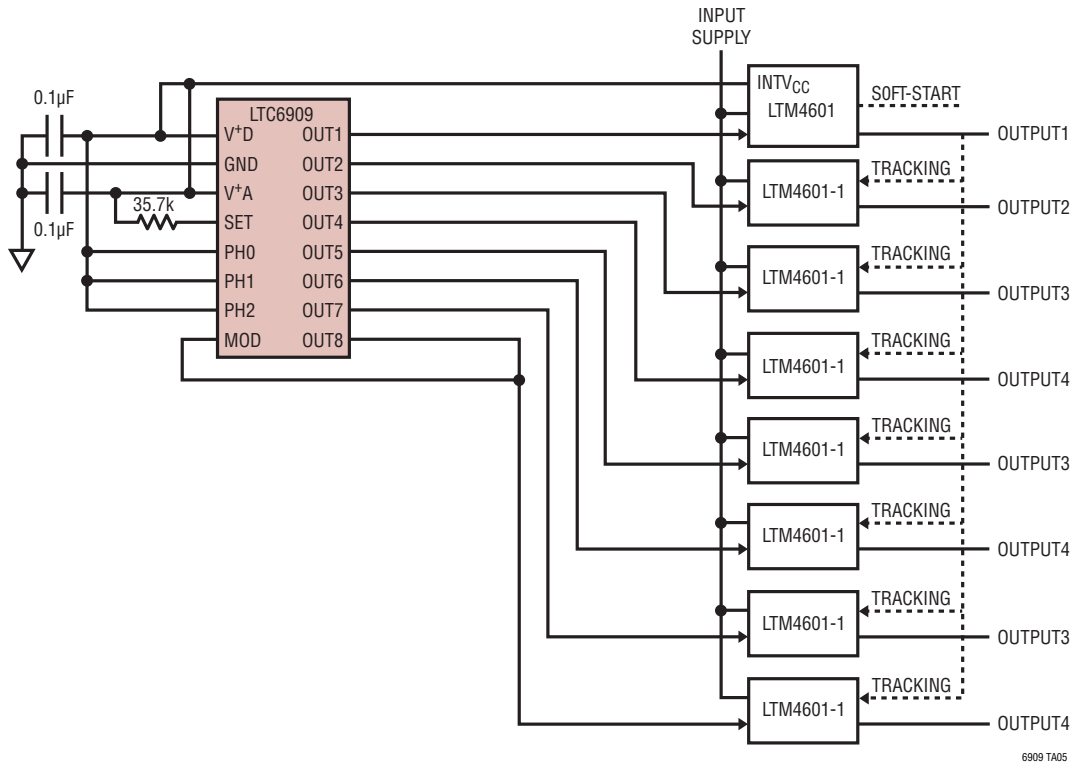 INPUT
SUPPLY
0.1µF
0.1µF
35.7k
LTC6909
V+D
GND
V+A
SET
PH0
PH1
PH2
MOD
OUT1
OUT2
OUT3
OUT4
OUT5
OUT6
OUT7
OUT8
INTVCC
LTM4601
SOFT-START
OUTPUT1
TRACKING
LTM4601-1
OUTPUT2
TRACKING
LTM4601-1
OUTPUT3
TRACKING
LTM4601-1
OUTPUT4
TRACKING
LTM4601-1
OUTPUT3
TRACKING
LTM4601-1
OUTPUT4
TRACKING
LTM4601-1
OUTPUT3
TRACKING
LTM4601-1
OUTPUT4
6909 TA05